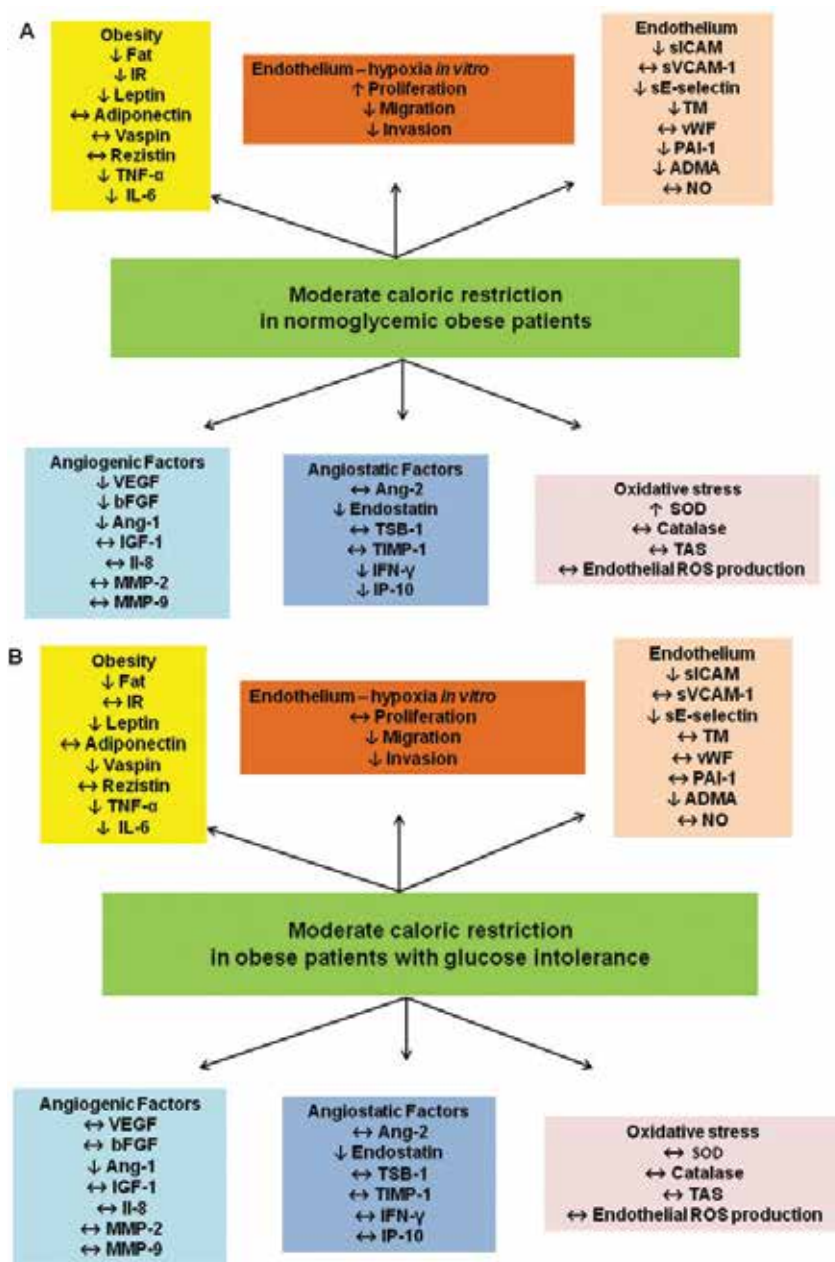 A
Obesity
↓ Fat
↓ IR
↓ Leptin
↔ Adiponectin
↔ Vaspin
↔ Rezistin
↓ TNF-α
↓ IL-6
Endothelium – hypoxia in vitro
↑ Proliferation
↓ Migration
↓ Invasion
Endothelium
↓ sICAM
↔ sVCAM-1
↓ sE-selectin
↓ TM
↔ vWF
↓ PAI-1
↓ ADMA
↔ NO
Moderate caloric restriction
in normoglycemic obese patients
Angiogenic Factors
↓ VEGF
↓ bFGF
↓ Ang-1
↔ IGF-1
↔ Il-8
↔ MMP-2
↔ MMP-9
Angiostatic Factors
↔ Ang-2
↓ Endostatin
↔ TSB-1
↔ TIMP-1
↓ IFN-γ
↓ IP-10
Oxidative stress
↑ SOD
↔ Catalase
↔ TAS
↔ Endothelial ROS production
B
Obesity
↓ Fat
↔ IR
↓ Leptin
↔ Adiponectin
↓ Vaspin
↔ Rezistin
↓ TNF-α
↓ IL-6
Endothelium – hypoxia in vitro
↔ Proliferation
↓ Migration
↓ Invasion
Endothelium
↓ sICAM
↔ sVCAM-1
↓ sE-selectin
↔ TM
↔ vWF
↔ PAI-1
↓ ADMA
↔ NO
Moderate caloric restriction
in obese patients with glucose intolerance
Angiogenic Factors
↔ VEGF
↔ bFGF
↓ Ang-1
↔ IGF-1
↔ Il-8
↔ MMP-2
↔ MMP-9
Angiostatic Factors
↔ Ang-2
↓ Endostatin
↔ TSB-1
↔ TIMP-1
↔ IFN-γ
↔ IP-10
Oxidative stress
↔ SOD
↔ Catalase
↔ TAS
↔ Endothelial ROS production